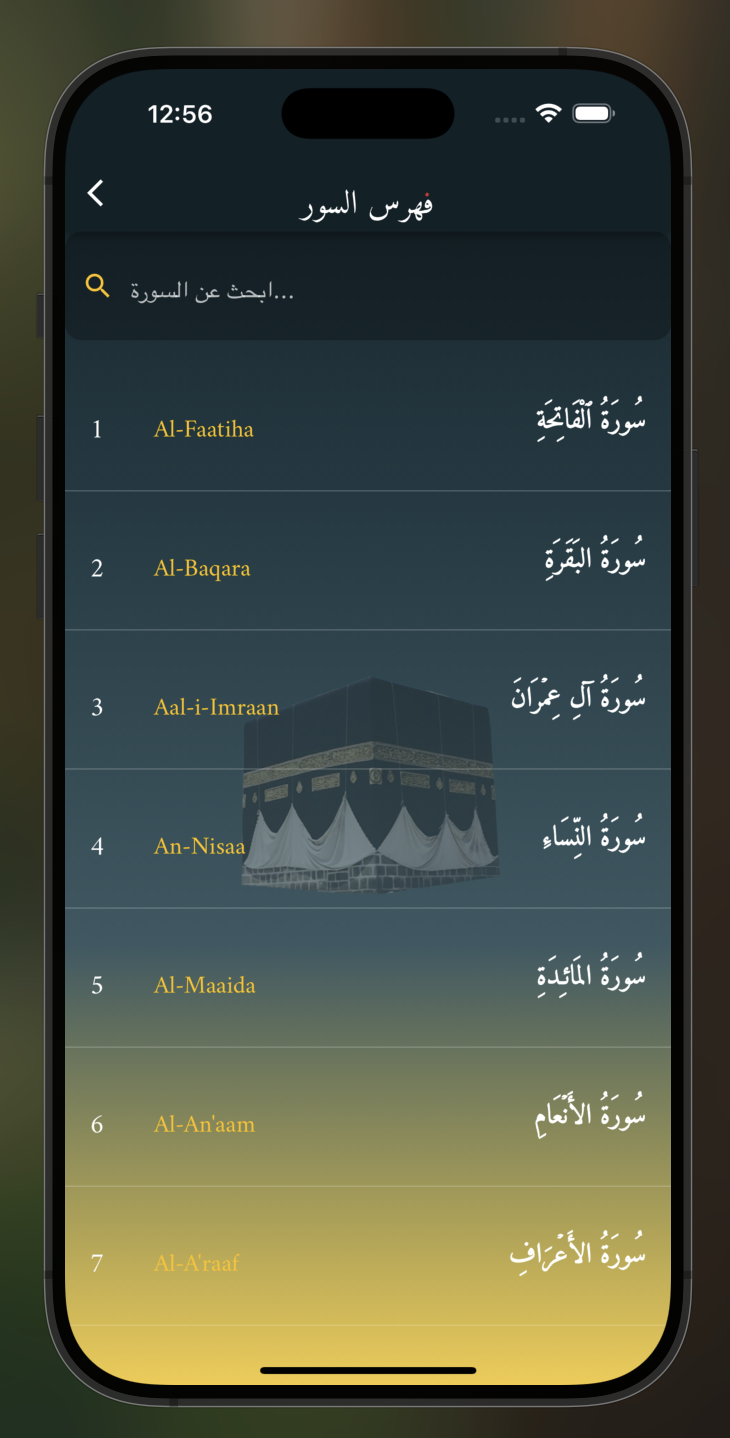 12:56
فهرس السور
ابحث عن السورة...
1 Al-Faatiha سُورَةُ ٱلْفَاتِحَةِ
2 Al-Baqara سُورَةُ البَقَرَةِ
3 Aal-i-Imraan سُورَةُ آلِ عِمۡرَانَ
4 An-Nisaa سُورَةُ النِّسَاءِ
5 Al-Maaida سُورَةُ المَائـِدَةِ
6 Al-An'aam سُورَةُ الأَنۡعَامِ
7 Al-A'raaf سُورَةُ الأَعۡرَافِ